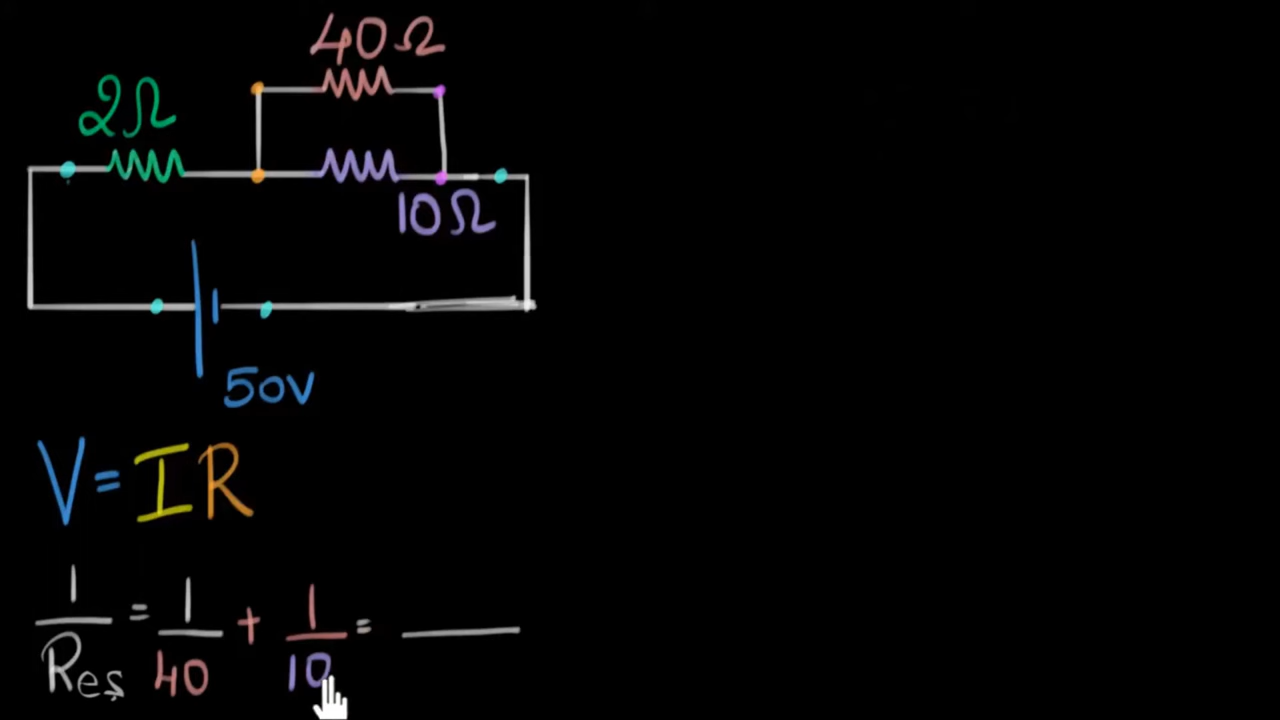 40Ω
2Ω
10Ω
50V
V=IR
1/Res = 1/40 + 1/10 =